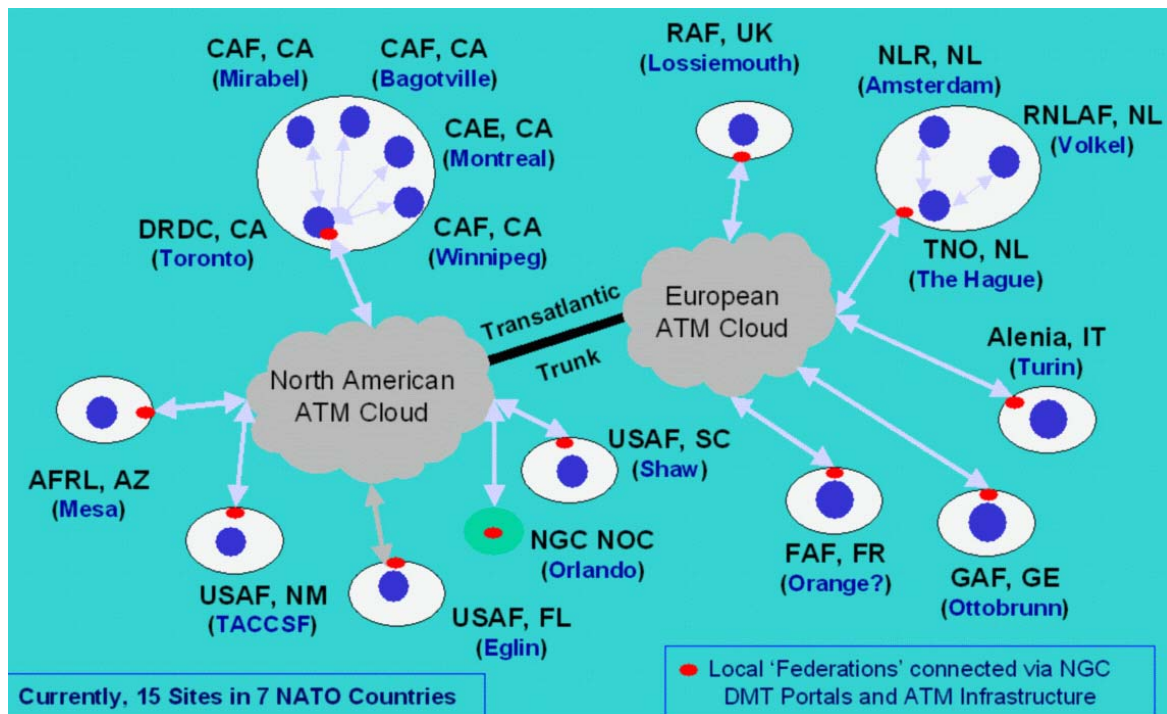 CAF, CA
(Mirabel)
CAF, CA
(Bagotville)
CAE, CA
(Montreal)
DRDC, CA
(Toronto)
CAF, CA
(Winnipeg)
RAF, UK
(Lossiemouth)
NLR, NL
(Amsterdam)
RNLAF, NL
(Volkel)
TNO, NL
(The Hague)
Transatlantic
Trunk
European
ATM Cloud
North American
ATM Cloud
Alenia, IT
(Turin)
AFRL, AZ
(Mesa)
USAF, SC
(Shaw)
USAF, NM
(TACCSF)
NGC NOC
(Orlando)
USAF, FL
(Eglin)
FAF, FR
(Orange?)
GAF, GE
(Ottobrunn)
Currently, 15 Sites in 7 NATO Countries
Local ‘Federations’ connected via NGC
DMT Portals and ATM Infrastructure